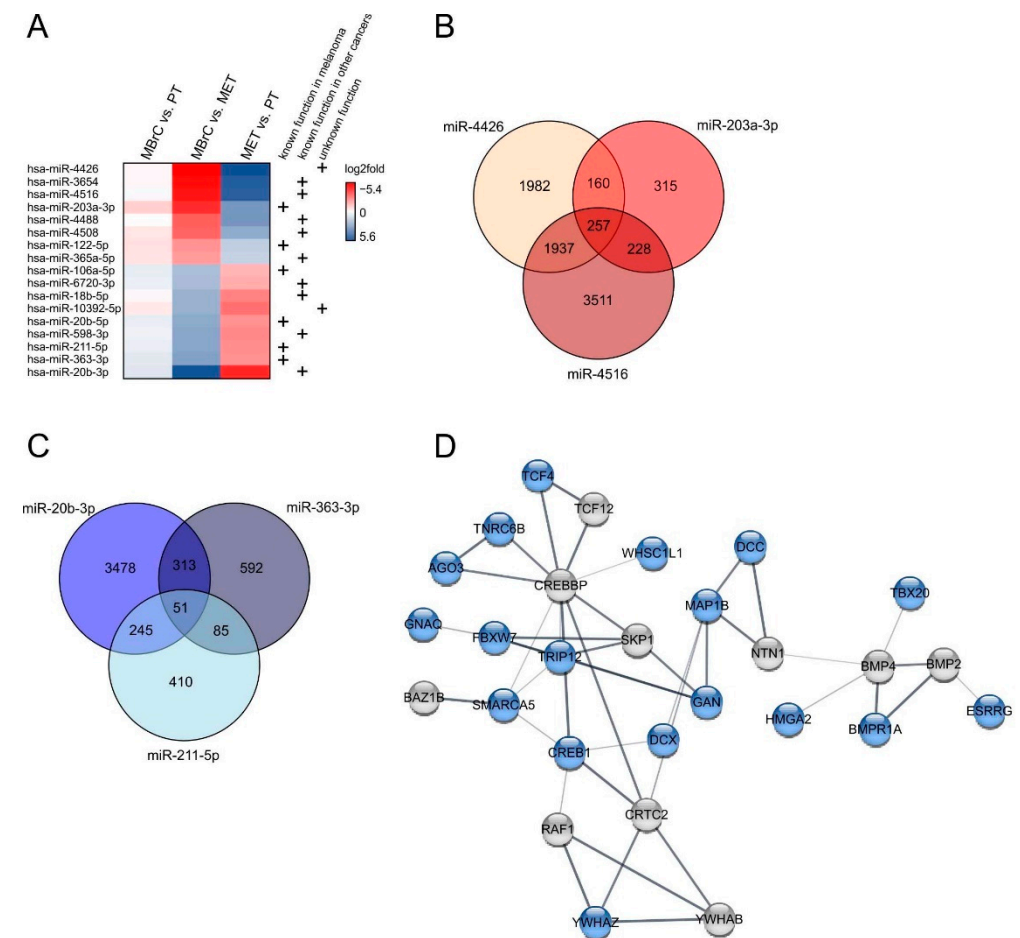 A
MBrC vs. PT
MBrC vs. MET
MET vs. PT
known function in melanoma
known function in other cancers
unknown function
hsa-miR-4426 +
hsa-miR-3654 +
hsa-miR-4516 +
hsa-miR-203a-3p +
hsa-miR-4488 +
hsa-miR-4508 +
hsa-miR-122-5p +
hsa-miR-365a-5p +
hsa-miR-106a-5p +
hsa-miR-6720-3p +
hsa-miR-18b-5p +
hsa-miR-10392-5p +
hsa-miR-20b-5p +
hsa-miR-598-3p +
hsa-miR-211-5p +
hsa-miR-363-3p +
hsa-miR-20b-3p +
log2fold
−5.4
0
5.6
B
miR-4426
miR-203a-3p
1982
160
315
257
1937
228
3511
miR-4516
C
miR-20b-3p
miR-363-3p
3478
313
592
51
245
85
410
miR-211-5p
D
TCF4
TCF12
TNRC6B
WHSC1L1
DCC
AGO3
CREBBP
TBX20
MAP1B
GNAQ
FBXW7
SKP1
TRIP12
NTN1
BMP4
BMP2
BAZ1B
SMARCA5
GAN
HMGA2
BMPR1A
ESRRG
CREB1
DCX
RAF1
CRTC2
YWHAZ
YWHAB